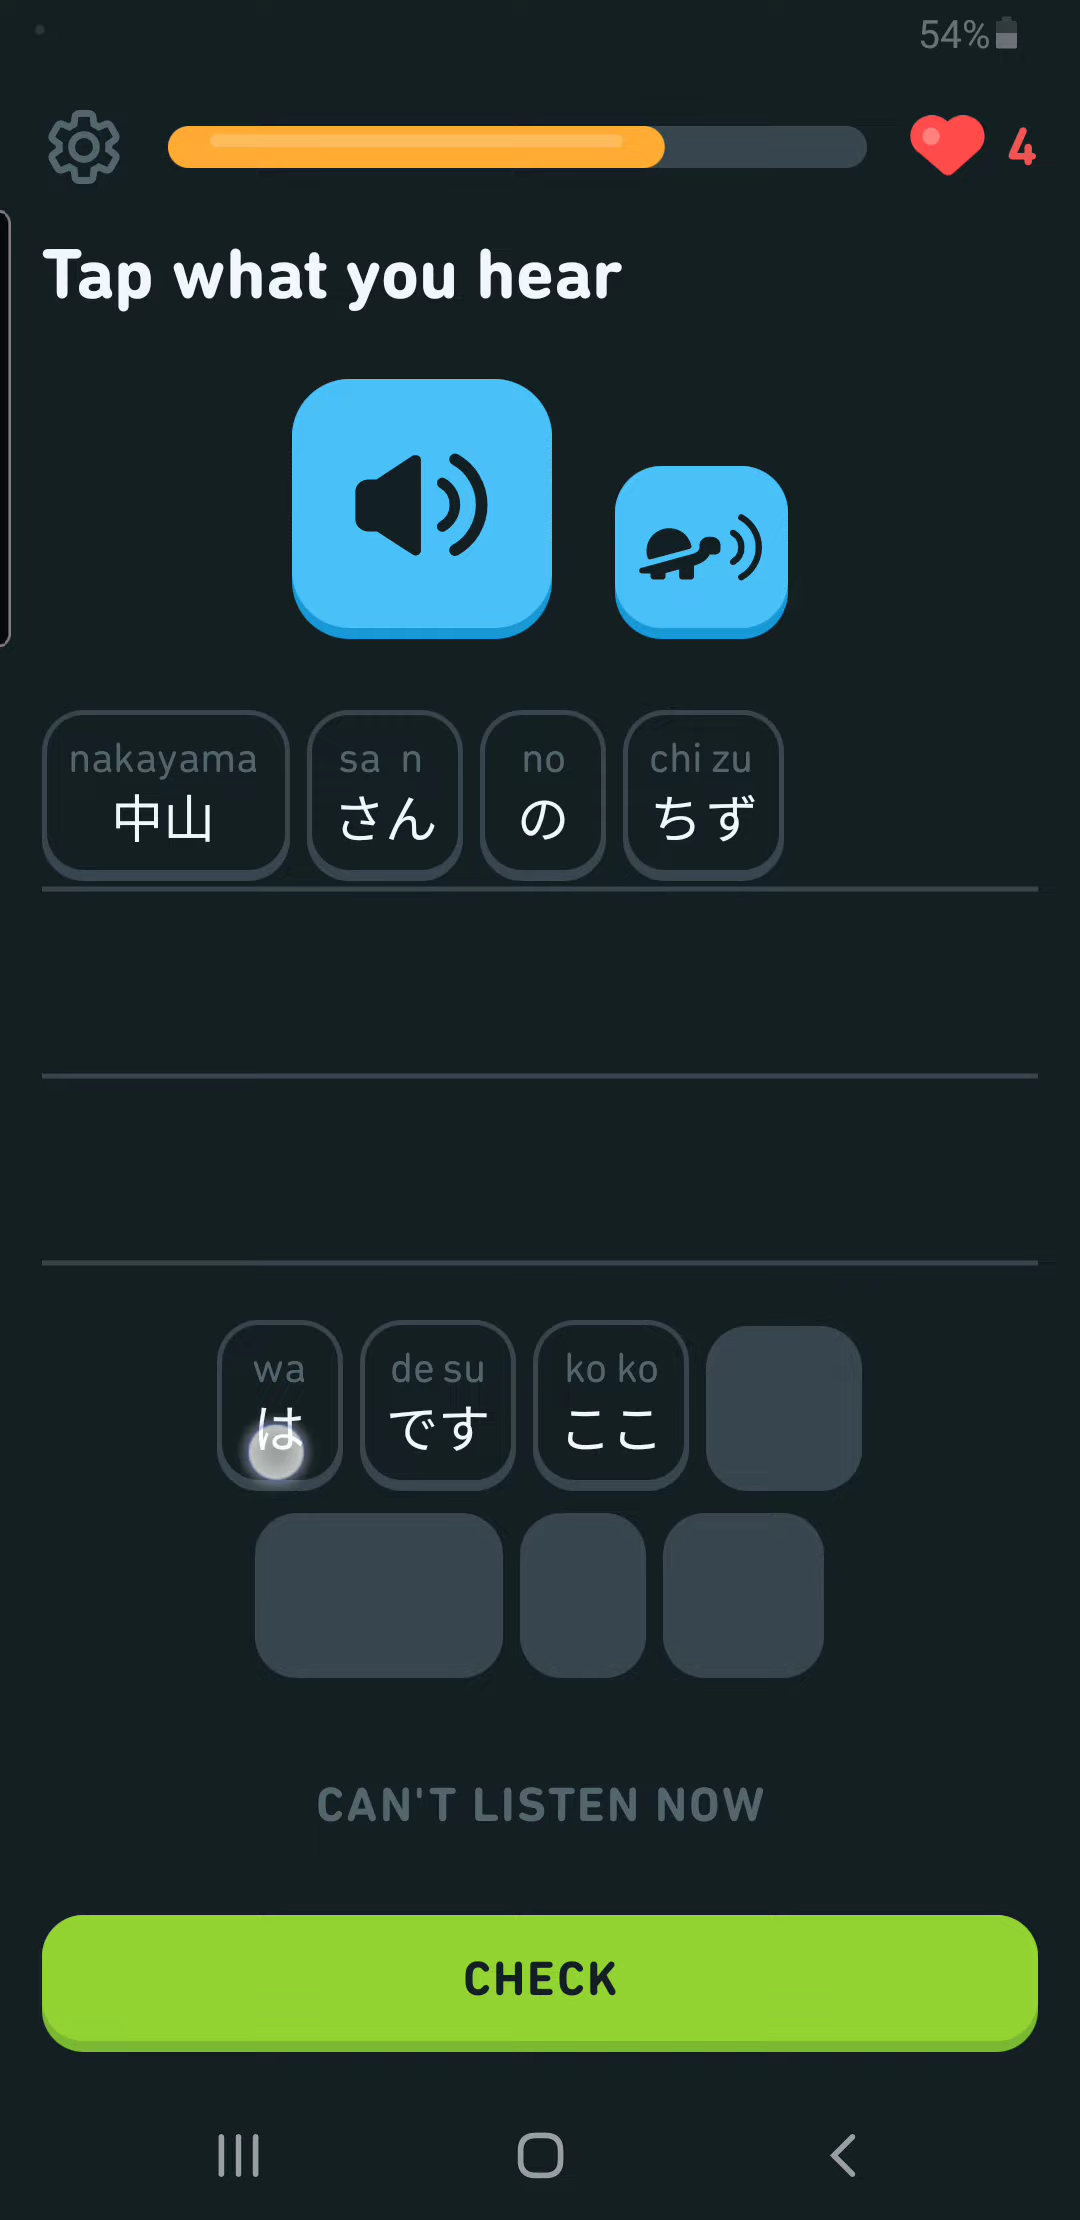 54%
4
Tap what you hear
nakayama sa n no chi zu
中山 さん の ちず
wa de su ko ko
は です ここ
CAN'T LISTEN NOW
CHECK